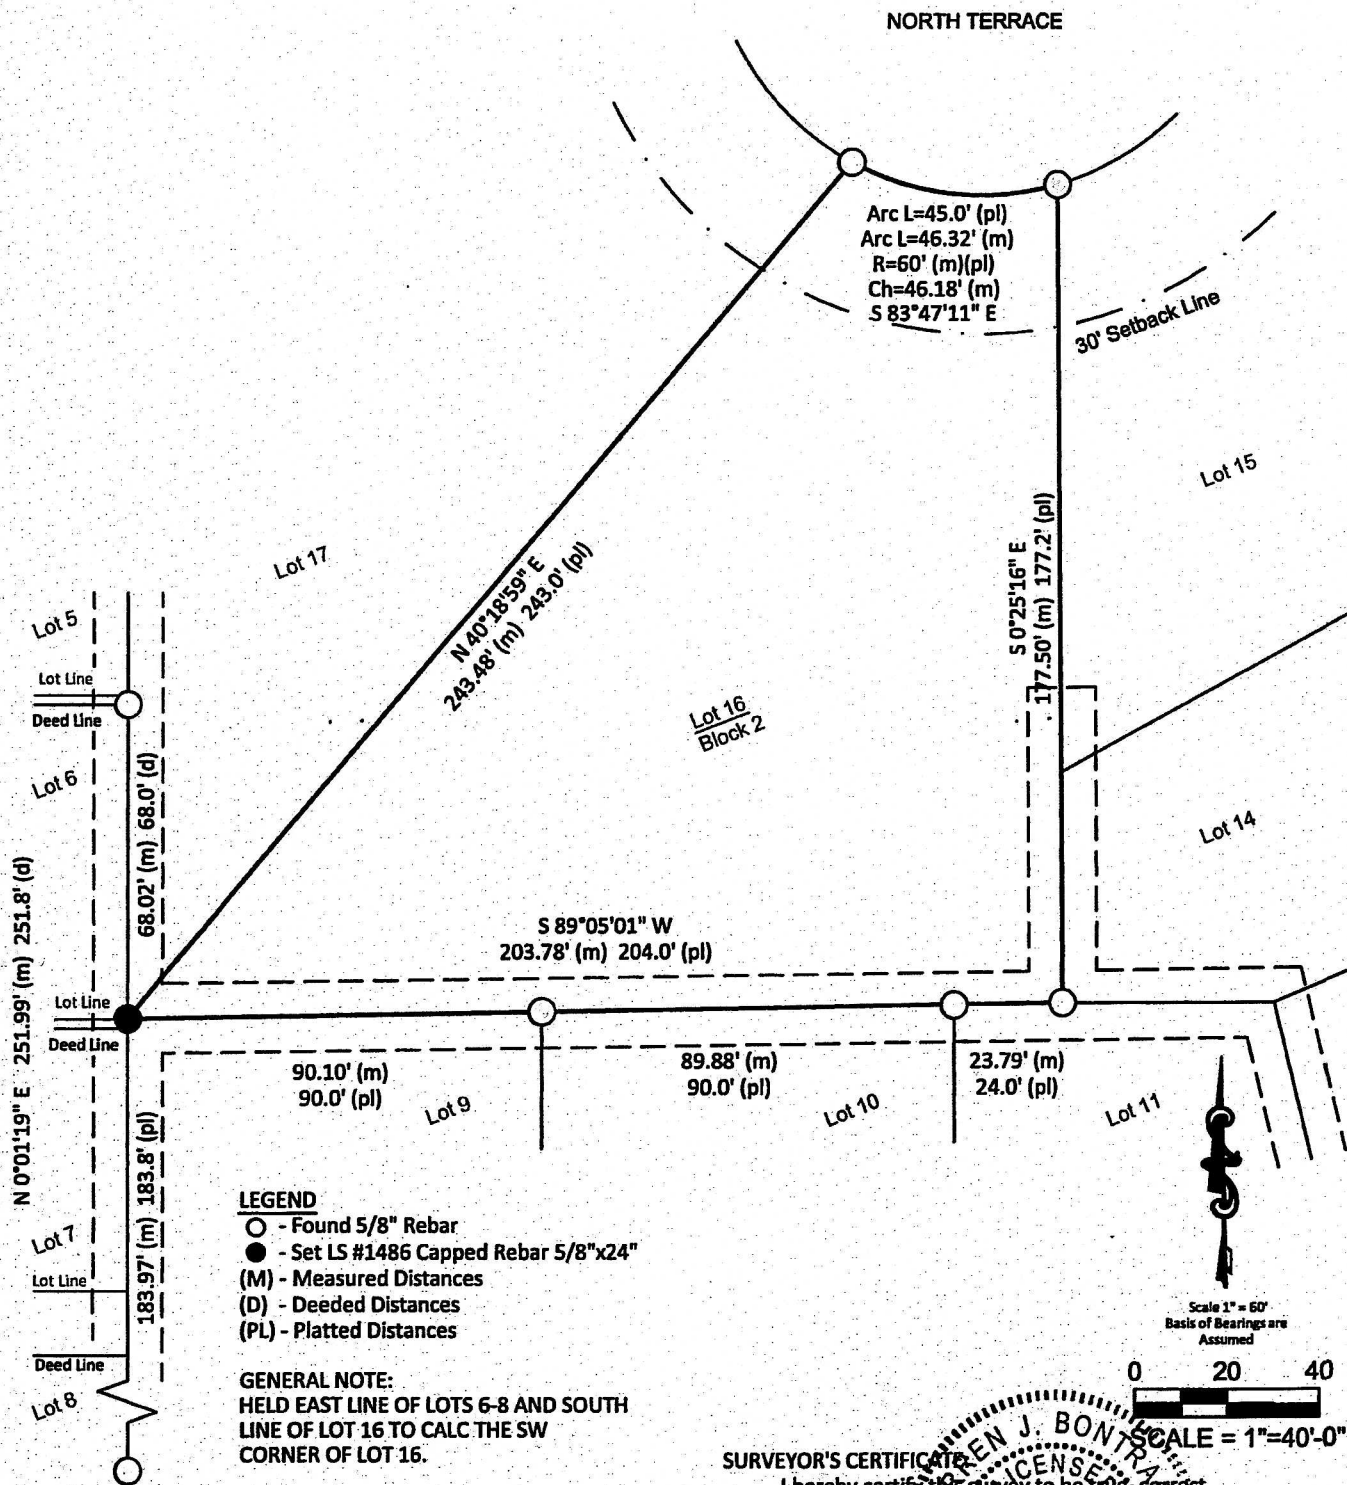 NORTH TERRACE
Arc L=45.0' (pl)
Arc L=46.32' (m)
R=60' (m)(pl)
Ch=46.18' (m)
S 83°47'11" E
30' Setback Line
Lot 15
Lot 17
N 40°18'59" E
243.48' (m) 243.0' (pl)
S 0°25'16" E
177.50' (m) 177.2' (pl)
Lot 5
Lot Line
Deed Line
Lot 6
68.02' (m) 68.0' (d)
Lot 16
Block 2
Lot 14
N 0°01'19" E 251.99' (m) 251.8' (d)
S 89°05'01" W
203.78' (m) 204.0' (pl)
Lot Line
Deed Line
90.10' (m)
90.0' (pl)
Lot 9
89.88' (m)
90.0' (pl)
Lot 10
23.79' (m)
24.0' (pl)
Lot 11
183.97' (m) 183.8' (pl)
Lot 7
Lot Line
Deed Line
Lot 8
LEGEND
- Found 5/8" Rebar
- Set LS #1486 Capped Rebar 5/8"x24"
(M) - Measured Distances
(D) - Deeded Distances
(PL) - Platted Distances
GENERAL NOTE:
HELD EAST LINE OF LOTS 6-8 AND SOUTH
LINE OF LOT 16 TO CALC THE SW
CORNER OF LOT 16.
Scale 1" = 60'
Basis of Bearings are
Assumed
0 20 40
SCALE = 1"=40'-0"
SURVEYOR'S CERTIFICATE
J. BONTRA
I hereby certify this survey to be